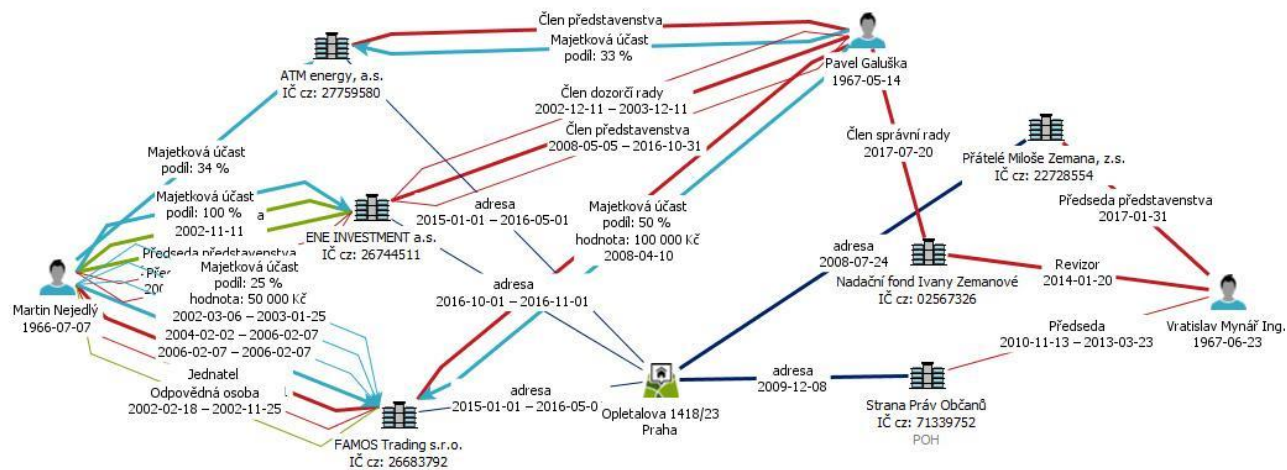 Člen představenstva
Majetková účast
podíl: 33 %
ATM energy, a.s.
IČ cz: 27759580
Pavel Galuška
1967-05-14
Člen dozorčí rady
2002-12-11 – 2003-12-11
Člen představenstva
2008-05-05 – 2016-10-31
Člen správní rady
2017-07-20
Přátelé Miloše Zemana, z.s.
IČ cz: 22728554
Majetková účast
podíl: 34 %
Majetková účast
podíl: 100 %
2002-11-11
adresa
2015-01-01 – 2016-05-01
Majetková účast
podíl: 50 %
hodnota: 100 000 Kč
2008-04-10
Předseda představenstva
2017-01-31
ENE INVESTMENT a.s.
IČ cz: 26744511
adresa
2008-07-24
Nadační fond Ivany Zemanové
IČ cz: 02567326
Revizor
2014-01-20
Předseda představenstva
Majetková účast
podíl: 25 %
hodnota: 50 000 Kč
2002-03-06 – 2003-01-25
2004-02-02 – 2006-02-07
2006-02-07 – 2006-02-07
Martin Nejedlý
1966-07-07
adresa
2016-10-01 – 2016-11-01
Vratislav Mynář Ing.
1967-06-23
Předseda
2010-11-13 – 2013-03-23
Jednatel
Odpovědná osoba
2002-02-18 – 2002-11-25
adresa
2015-01-01 – 2016-05-0
adresa
2009-12-08
Opletalova 1418/23
Praha
Strana Práv Občanů
IČ cz: 71339752
POH
FAMOS Trading s.r.o.
IČ cz: 26683792